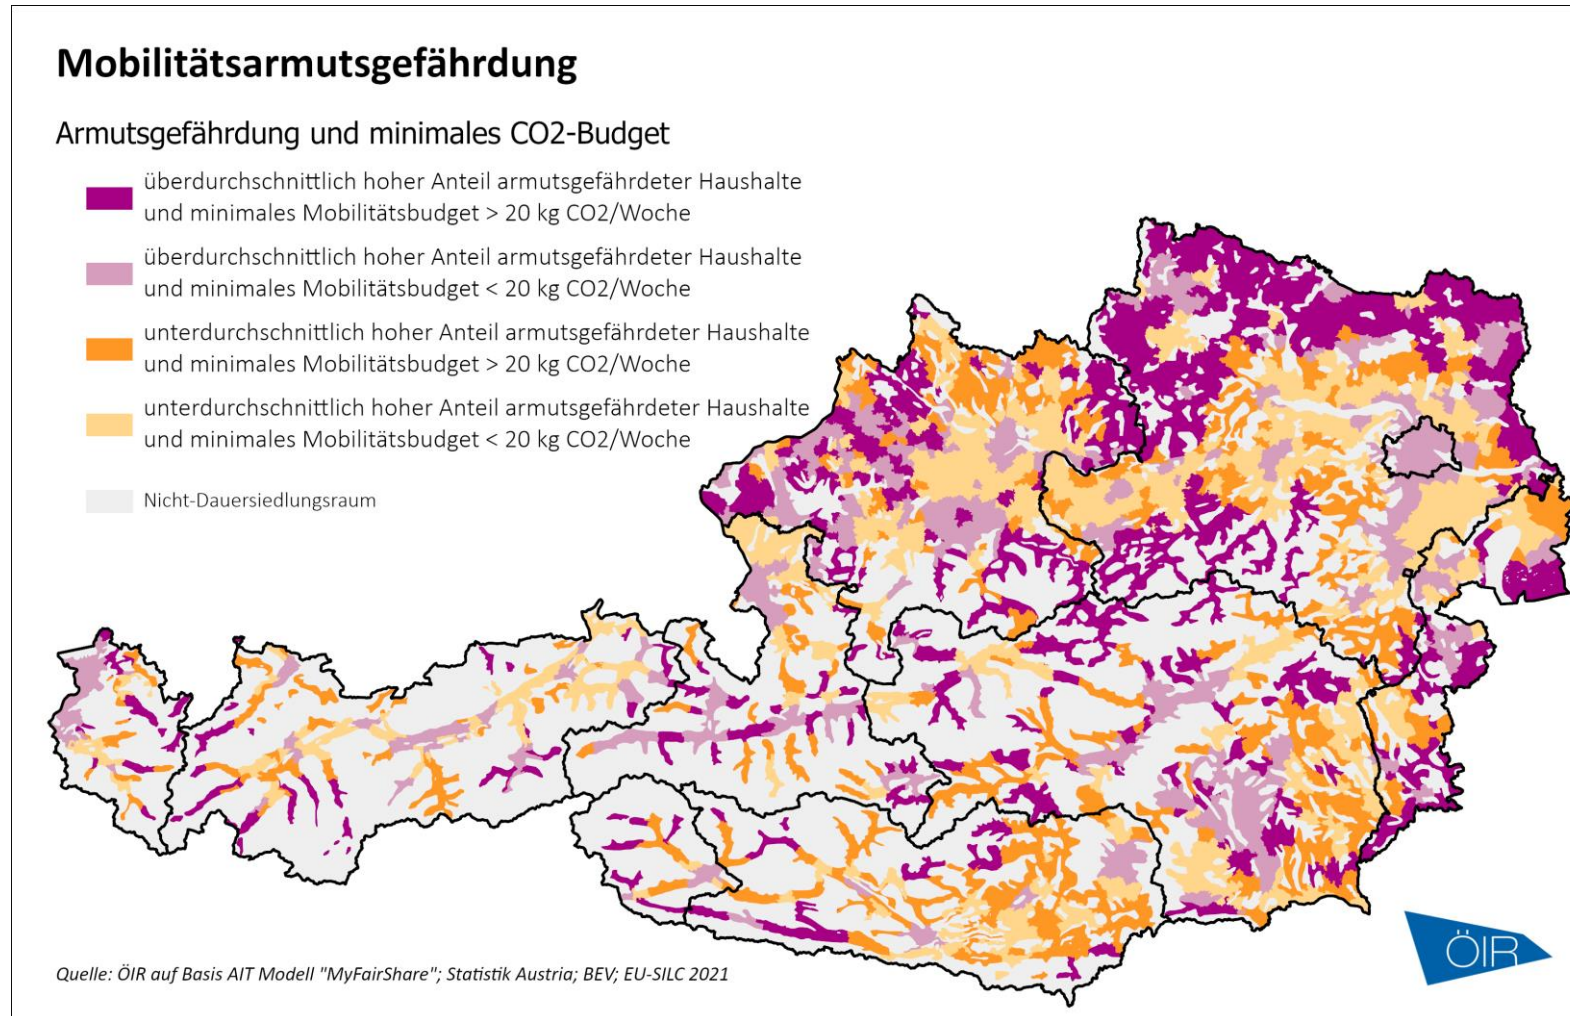 Mobilitätsarmutsgefährdung
Armutsgefährdung und minimales CO2-Budget
überdurchschnittlich hoher Anteil armutsgefährdeter Haushalte
und minimales Mobilitätsbudget > 20 kg CO2/Woche
überdurchschnittlich hoher Anteil armutsgefährdeter Haushalte
und minimales Mobilitätsbudget < 20 kg CO2/Woche
unterdurchschnittlich hoher Anteil armutsgefährdeter Haushalte
und minimales Mobilitätsbudget > 20 kg CO2/Woche
unterdurchschnittlich hoher Anteil armutsgefährdeter Haushalte
und minimales Mobilitätsbudget < 20 kg CO2/Woche
Nicht-Dauersiedlungsraum
Quelle: ÖIR auf Basis AIT Modell "MyFairShare"; Statistik Austria; BEV; EU-SILC 2021
ÖIR